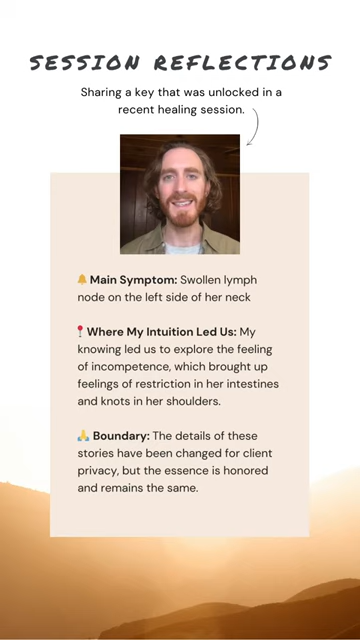 SESSION REFLECTIONS
Sharing a key that was unlocked in a
recent healing session.
🔔 Main Symptom: Swollen lymph
node on the left side of her neck
📍 Where My Intuition Led Us: My
knowing led us to explore the feeling
of incompetence, which brought up
feelings of restriction in her intestines
and knots in her shoulders.
🙏 Boundary: The details of these
stories have been changed for client
privacy, but the essence is honored
and remains the same.